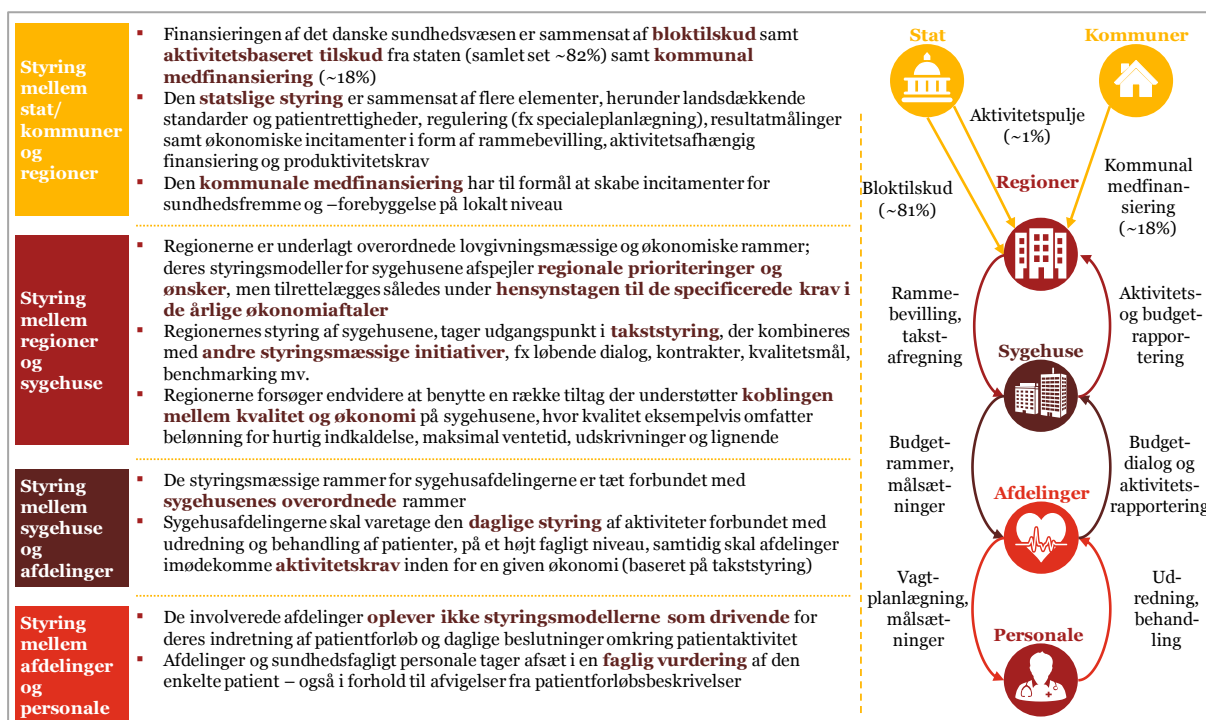 Styring
mellem
stat/
kommuner
og
regioner
▪ Finansieringen af det danske sundhedsvæsen er sammensat af bloktilskud samt
aktivitetsbaseret tilskud fra staten (samlet set ~82%) samt kommunal
medfinansiering (~18%)
▪ Den statslige styring er sammensat af flere elementer, herunder landsdækkende
standarder og patientrettigheder, regulering (fx specialeplanlægning), resultatmålinger
samt økonomiske incitamenter i form af rammebevilling, aktivitetsafhængig
finansiering og produktivitetskrav
▪ Den kommunale medfinansiering har til formål at skabe incitamenter for
sundhedsfremme og –forebyggelse på lokalt niveau
Styring
mellem
regioner
og
sygehuse
▪ Regionerne er underlagt overordnede lovgivningsmæssige og økonomiske rammer;
deres styringsmodeller for sygehusene afspejler regionale prioriteringer og
ønsker, men tilrettelægges således under hensynstagen til de specificerede krav i
de årlige økonomiaftaler
▪ Regionernes styring af sygehusene, tager udgangspunkt i takststyring, der kombineres
med andre styringsmæssige initiativer, fx løbende dialog, kontrakter, kvalitetsmål,
benchmarking mv.
▪ Regionerne forsøger endvidere at benytte en række tiltag der understøtter koblingen
mellem kvalitet og økonomi på sygehusene, hvor kvalitet eksempelvis omfatter
belønning for hurtig indkaldelse, maksimal ventetid, udskrivninger og lignende
Styring
mellem
sygehuse
og
afdelinger
▪ De styringsmæssige rammer for sygehusafdelingerne er tæt forbundet med
sygehusenes overordnede rammer
▪ Sygehusafdelingerne skal varetage den daglige styring af aktiviteter forbundet med
udredning og behandling af patienter, på et højt fagligt niveau, samtidig skal afdelinger
imødekomme aktivitetskrav inden for en given økonomi (baseret på takststyring)
Styring
mellem
afdelinger
og
personale
▪ De involverede afdelinger oplever ikke styringsmodellerne som drivende for
deres indretning af patientforløb og daglige beslutninger omkring patientaktivitet
▪ Afdelinger og sundhedsfagligt personale tager afsæt i en faglig vurdering af den
enkelte patient – også i forhold til afvigelser fra patientforløbsbeskrivelser
Stat
Kommuner
Aktivitetspulje
(~1%)
Bloktilskud
(~81%)
Regioner
Kommunal
medfinan-
siering
(~18%)
Ramme-
bevilling,
takst-
afregning
Aktivitets-
og budget-
rappor-
tering
Sygehuse
Budget-
rammer,
målsæt-
ninger
Budget-
dialog og
aktivitets-
rapportering
Afdelinger
Vagt-
planlægning,
målsæt-
ninger
Ud-
redning,
behand-
ling
Personale